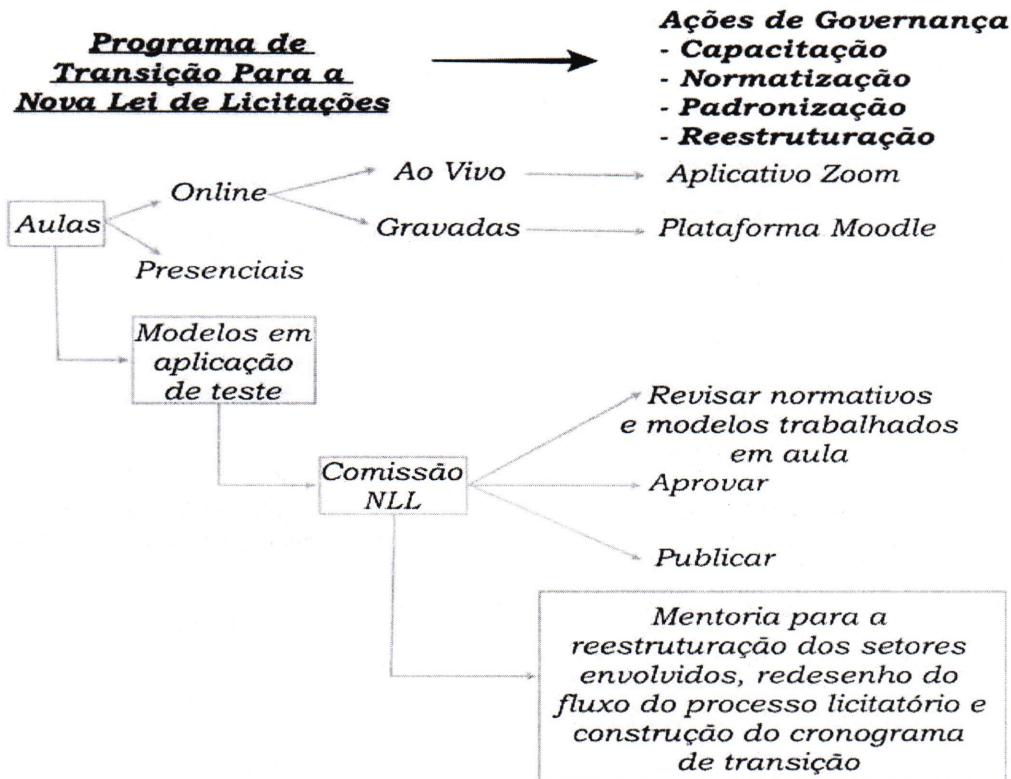 Programa de
Transição Para a
Nova Lei de Licitações
Ações de Governança
- Capacitação
- Normatização
- Padronização
- Reestruturação
Aulas
Online
Ao Vivo
Aplicativo Zoom
Gravadas
Plataforma Moodle
Presenciais
Modelos em
aplicação
de teste
Comissão
NLL
Revisar normativos
e modelos trabalhados
em aula
Aprovar
Publicar
Mentoria para a
reestruturação dos setores
envolvidos, redesenho do
fluxo do processo licitatório e
construção do cronograma
de transição